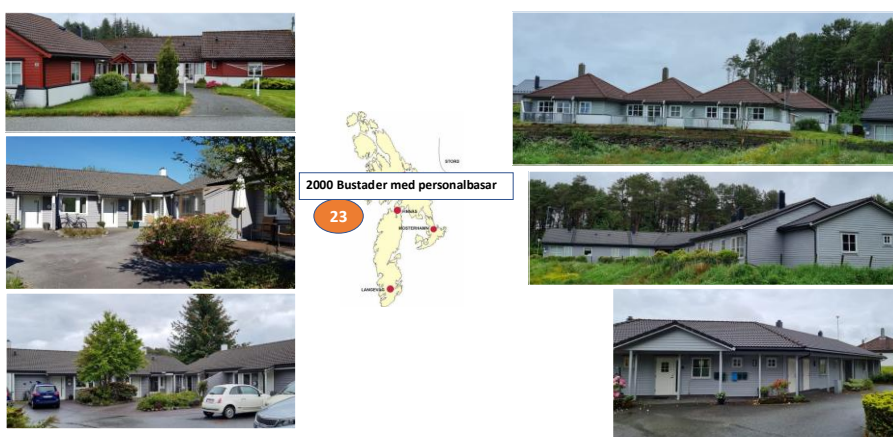 STORD
2000 Bustader med personalbasar
23
FINNÅS
MOSTERHAMN
LANGEVÅG